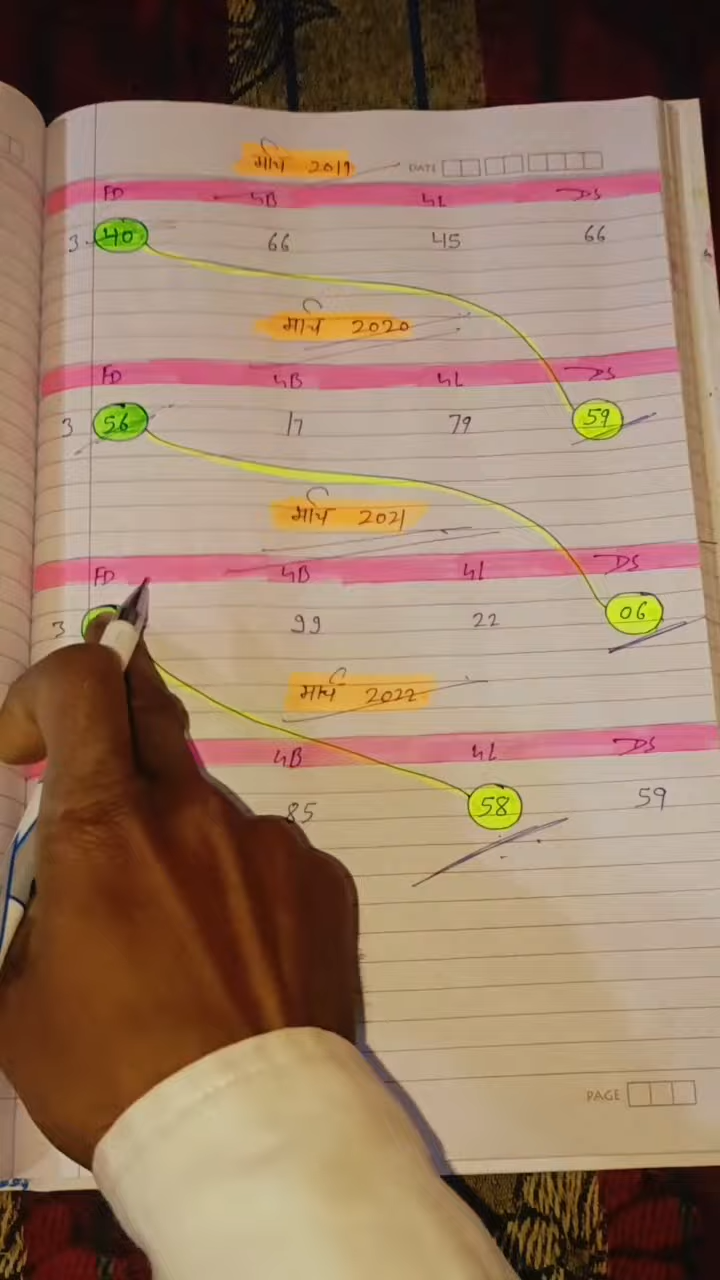 मार्च 2019 DATE
FD GB GL DS
3 40 66 45 66
मार्च 2020
FD GB GL DS
3 56 17 79 59
मार्च 2021
FD GB GL DS
3 99 22 06
मार्च 2022
GB GL DS
85 58 59
PAGE